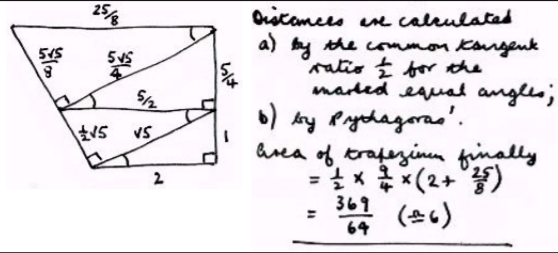 25/8
5√5/8
5√5/4
5/4
5/2
½√5
√5
1
2
Distances are calculated
a) by the common tangent
ratio ½ for the
marked equal angles;
b) by Pythagoras'.
Area of trapezium finally
= ½ × 9/4 × (2 + 25/8)
= 369/64 (≏6)